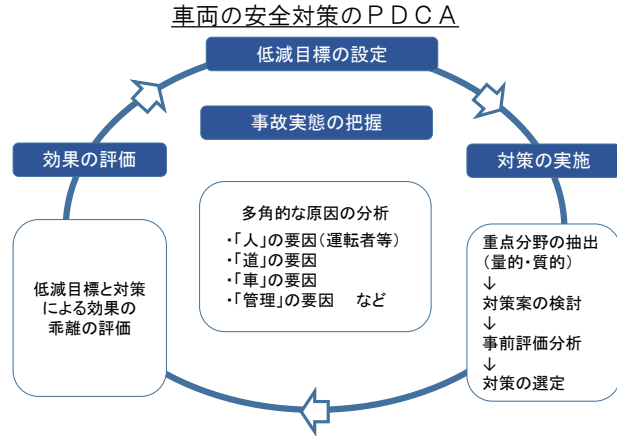 車両の安全対策のＰＤＣＡ
低減目標の設定
事故実態の把握
効果の評価
対策の実施
多角的な原因の分析
・「人」の要因（運転者等）
・「道」の要因
・「車」の要因
・「管理」の要因　など
低減目標と対策
による効果の
乖離の評価
重点分野の抽出
（量的・質的）
↓
対策案の検討
↓
事前評価分析
↓
対策の選定